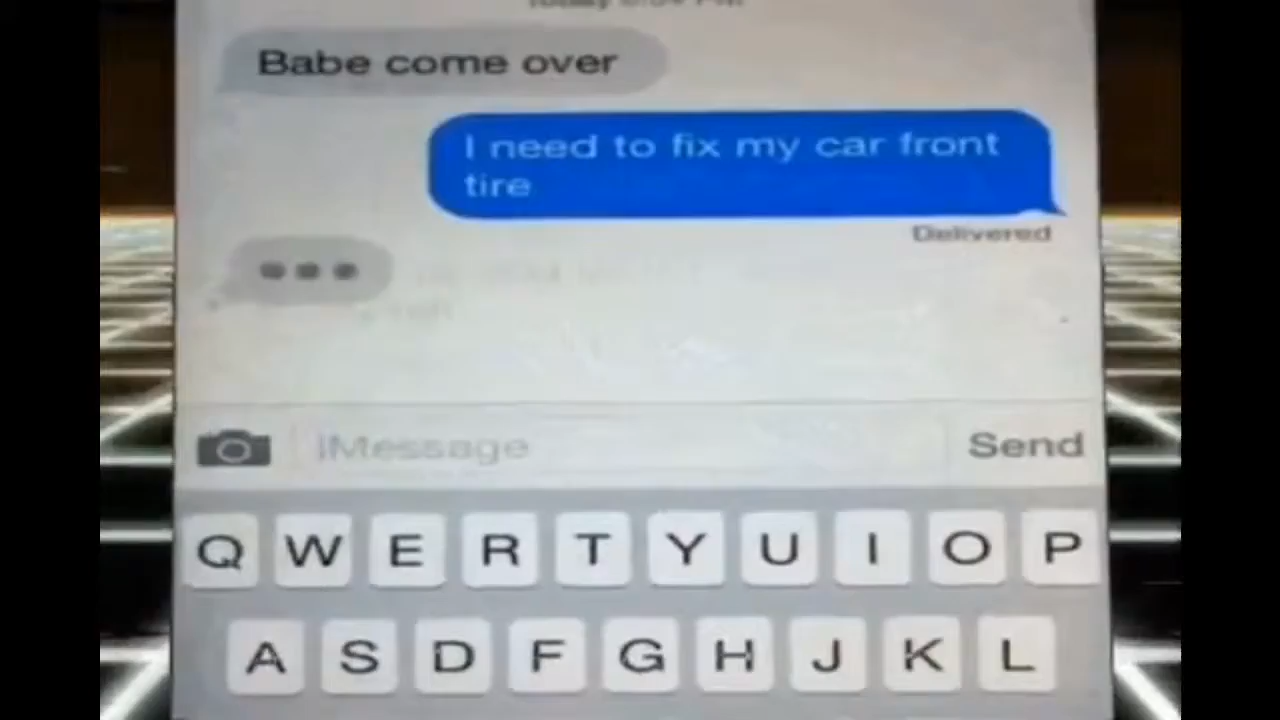 Babe come over
I need to fix my car front
tire
Delivered
iMessage
Send
Q W E R T Y U I O P
A S D F G H J K L